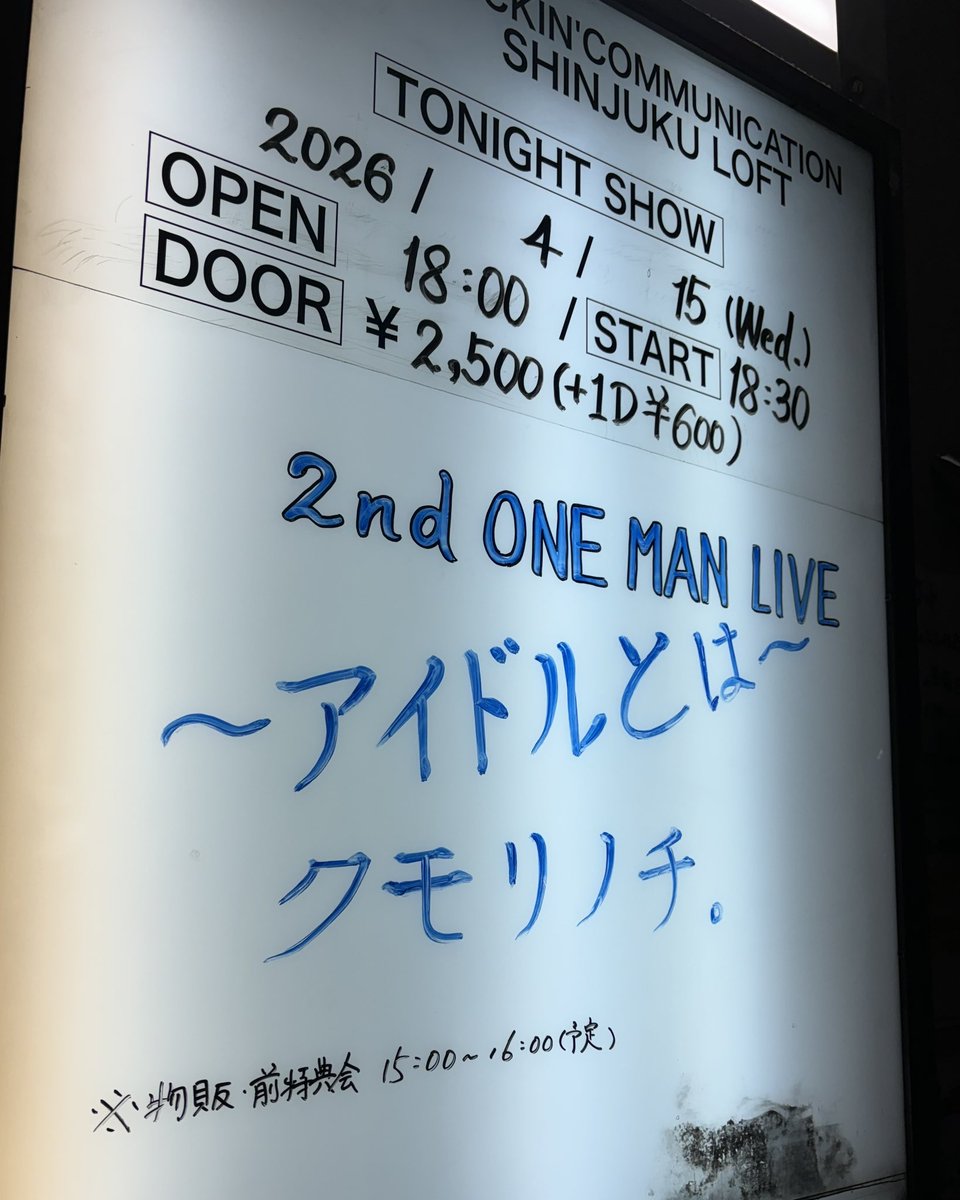 CKIN'COMMUNICATION
SHINJUKU LOFT
TONIGHT SHOW
2026 / 4 / 15 (Wed.)
OPEN 18:00 / START 18:30
DOOR ¥2,500 (+1D¥600)
2nd ONE MAN LIVE
～アイドルとは～
クモリノチ。
※物販・前特典会 15:00～16:00(予定)